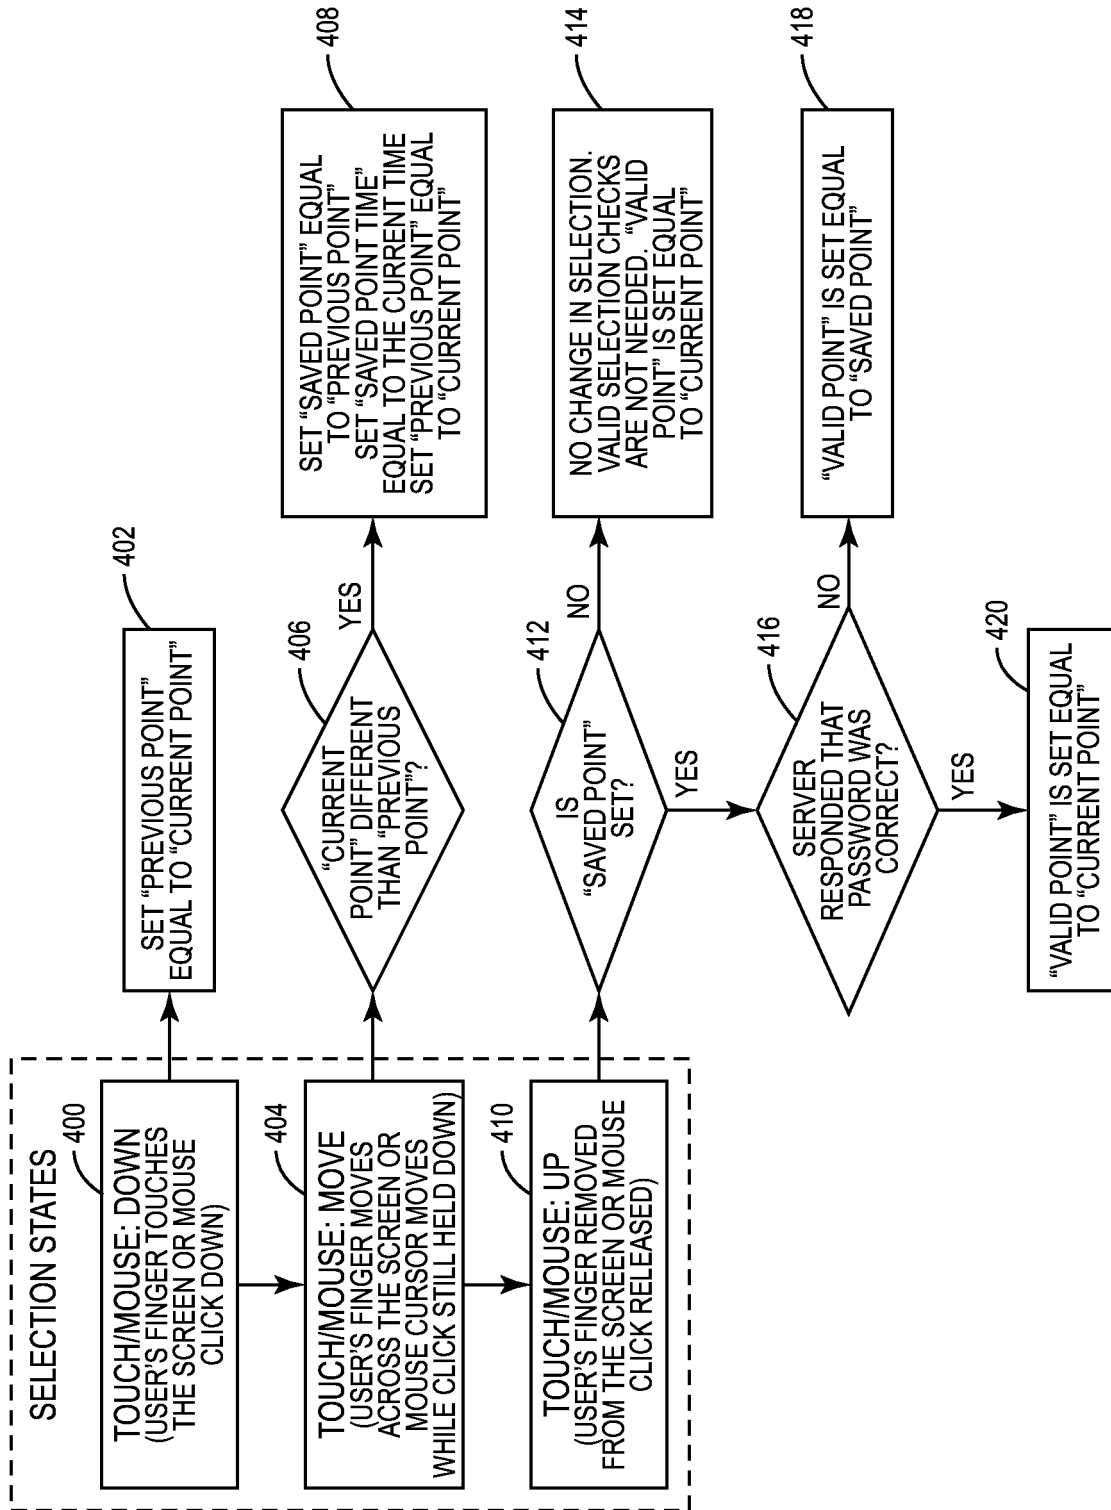 SELECTION STATES
400
TOUCH/MOUSE: DOWN
(USER'S FINGER TOUCHES
THE SCREEN OR MOUSE
CLICK DOWN)
402
SET “PREVIOUS POINT”
EQUAL TO “CURRENT POINT”
404
TOUCH/MOUSE: MOVE
(USER'S FINGER MOVES
ACROSS THE SCREEN OR
MOUSE CURSOR MOVES
WHILE CLICK STILL HELD DOWN)
406
“CURRENT
POINT” DIFFERENT
THAN “PREVIOUS
POINT”?
YES
408
SET “SAVED POINT” EQUAL
TO “PREVIOUS POINT”
SET “SAVED POINT TIME”
EQUAL TO THE CURRENT TIME
SET “PREVIOUS POINT” EQUAL
TO “CURRENT POINT”
410
TOUCH/MOUSE: UP
(USER'S FINGER REMOVED
FROM THE SCREEN OR MOUSE
CLICK RELEASED)
412
IS
“SAVED POINT”
SET?
NO
YES
414
NO CHANGE IN SELECTION.
VALID SELECTION CHECKS
ARE NOT NEEDED. “VALID
POINT” IS SET EQUAL
TO “CURRENT POINT”
416
SERVER
RESPONDED THAT
PASSWORD WAS
CORRECT?
NO
YES
418
“VALID POINT” IS SET EQUAL
TO “SAVED POINT”
420
“VALID POINT” IS SET EQUAL
TO “CURRENT POINT”